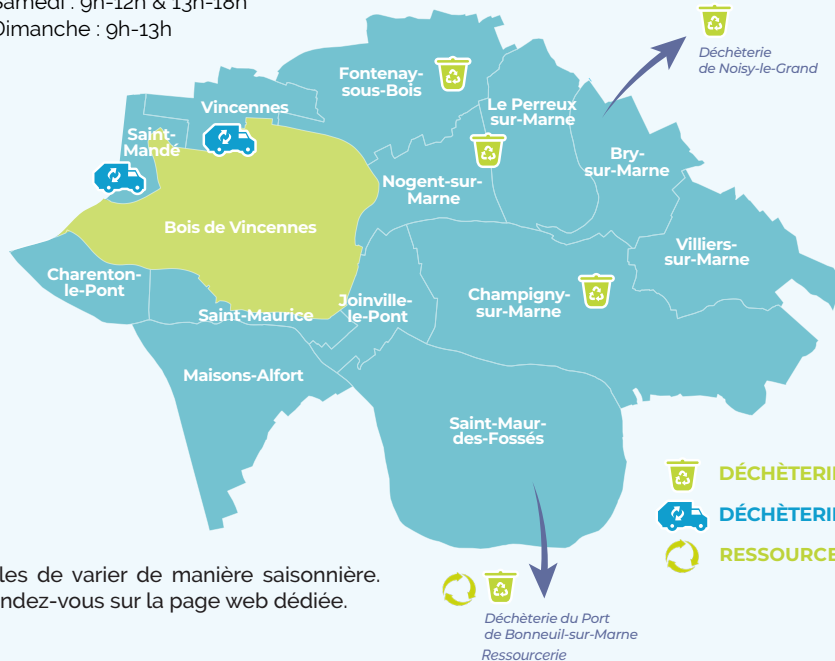 Samedi : 9h-12h & 13h-18h
Dimanche : 9h-13h
Déchèterie
de Noisy-le-Grand
Fontenay-
sous-Bois
Vincennes
Le Perreux
sur-Marne
Saint-
Mandé
Bry-
sur-Marne
Nogent-sur-
Marne
Bois de Vincennes
Villiers-
sur-Marne
Charenton-
le-Pont
Champigny-
sur-Marne
Joinville-
le-Pont
Saint-Maurice
Maisons-Alfort
Saint-Maur-
des-Fossés
DÉCHÈTERIE
DÉCHÈTERIE
RESSOURCE
les de varier de manière saisonnière.
ndez-vous sur la page web dédiée.
Déchèterie du Port
de Bonneuil-sur-Marne
Ressourcerie